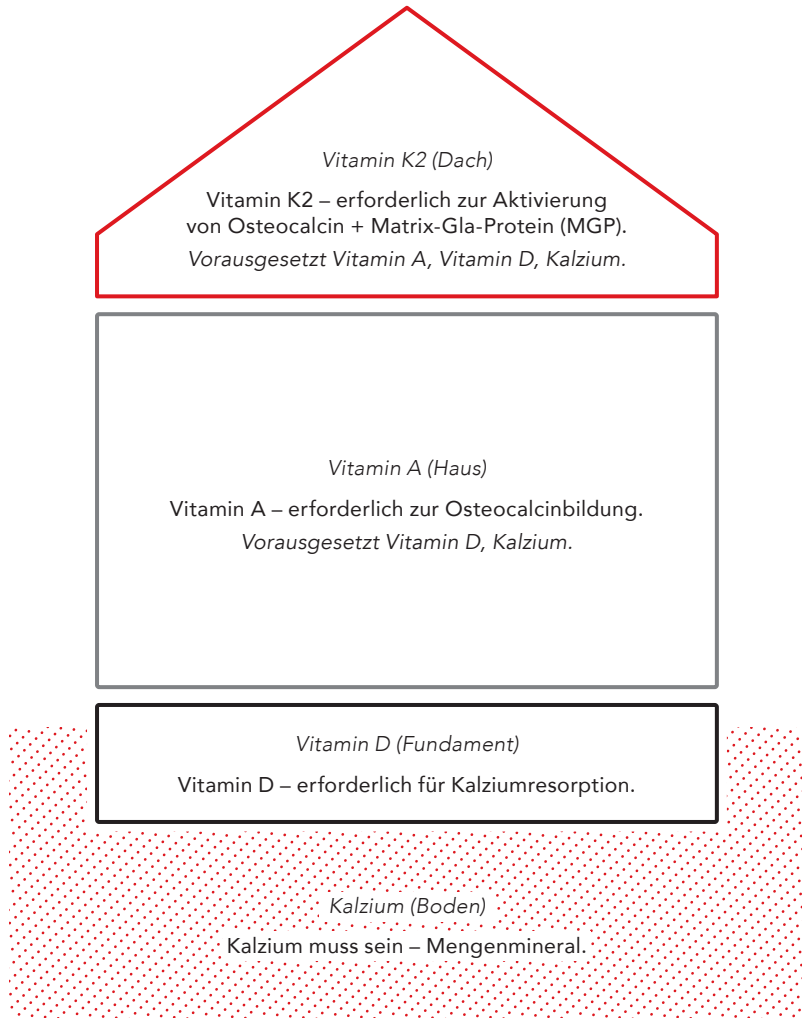 Vitamin K2 (Dach)
Vitamin K2 – erforderlich zur Aktivierung
von Osteocalcin + Matrix-Gla-Protein (MGP).
Vorausgesetzt Vitamin A, Vitamin D, Kalzium.
Vitamin A (Haus)
Vitamin A – erforderlich zur Osteocalcinbildung.
Vorausgesetzt Vitamin D, Kalzium.
Vitamin D (Fundament)
Vitamin D – erforderlich für Kalziumresorption.
Kalzium (Boden)
Kalzium muss sein – Mengenmineral.